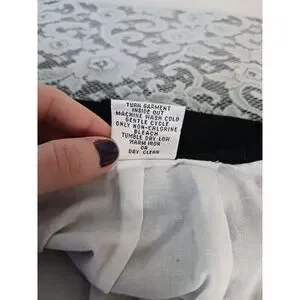 TURN GARMENT
INSIDE OUT
MACHINE WASH COLD
GENTLE CYCLE
ONLY NON-CHLORINE
BLEACH
TUMBLE DRY LOW
WARM IRON
OR
DRY CLEAN